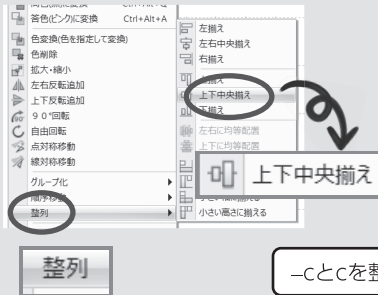 答色(ピンク)に変換 Ctrl+Alt+A
色変換(色を指定して変換)
色削除
拡大・縮小
左右反転追加
上下反転追加
90°回転
自由回転
点対称移動
線対称移動
グループ化
順序移動
整列
左揃え
左右中央揃え
右揃え
上揃え
上下中央揃え
下揃え
左右に均等配置
上下に均等配置
小さい高さに揃える
上下中央揃え
整列
−cとcを整